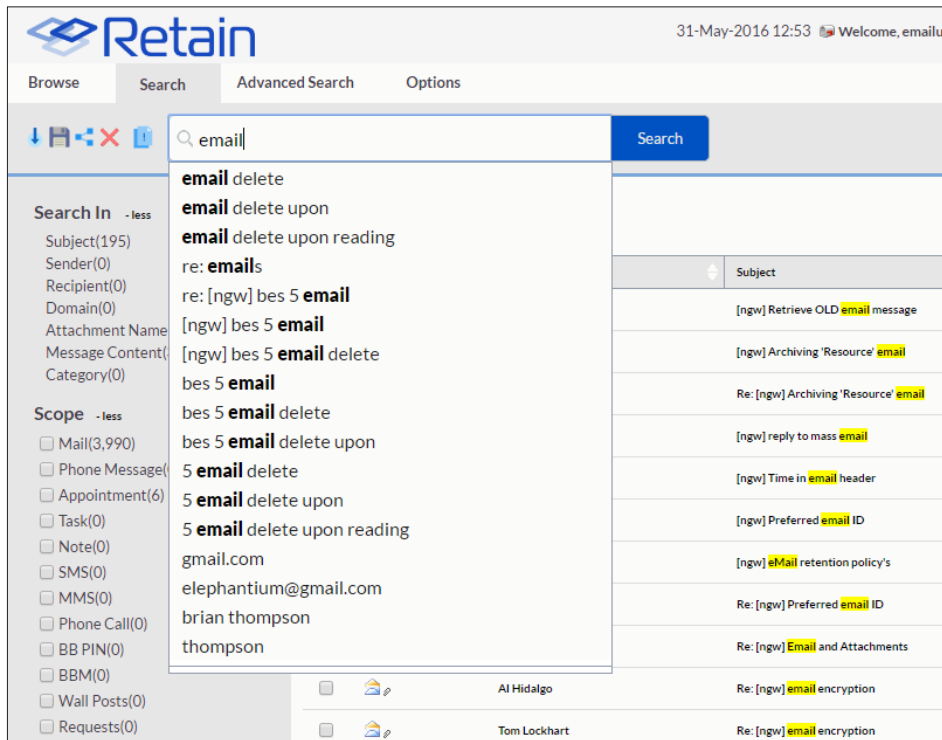 Retain
31-May-2016 12:53 Welcome, emailu
Browse Search Advanced Search Options
email Search
email delete
email delete upon
email delete upon reading
re: emails
re: [ngw] bes 5 email
[ngw] bes 5 email
[ngw] bes 5 email delete
bes 5 email
bes 5 email delete
bes 5 email delete upon
5 email delete
5 email delete upon
5 email delete upon reading
gmail.com
elephantium@gmail.com
brian thompson
thompson
Search In - less
Subject(195)
Sender(0)
Recipient(0)
Domain(0)
Attachment Name
Message Content(
Category(0)
Scope - less
Mail(3,990)
Phone Message(
Appointment(6)
Task(0)
Note(0)
SMS(0)
MMS(0)
Phone Call(0)
BB PIN(0)
BBM(0)
Wall Posts(0)
Requests(0)
Subject
[ngw] Retrieve OLD email message
[ngw] Archiving 'Resource' email
Re: [ngw] Archiving 'Resource' email
[ngw] reply to mass email
[ngw] Time in email header
[ngw] Preferred email ID
[ngw] eMail retention policy's
Re: [ngw] Preferred email ID
Re: [ngw] Email and Attachments
Al Hidalgo Re: [ngw] email encryption
Tom Lockhart Re: [ngw] email encryption